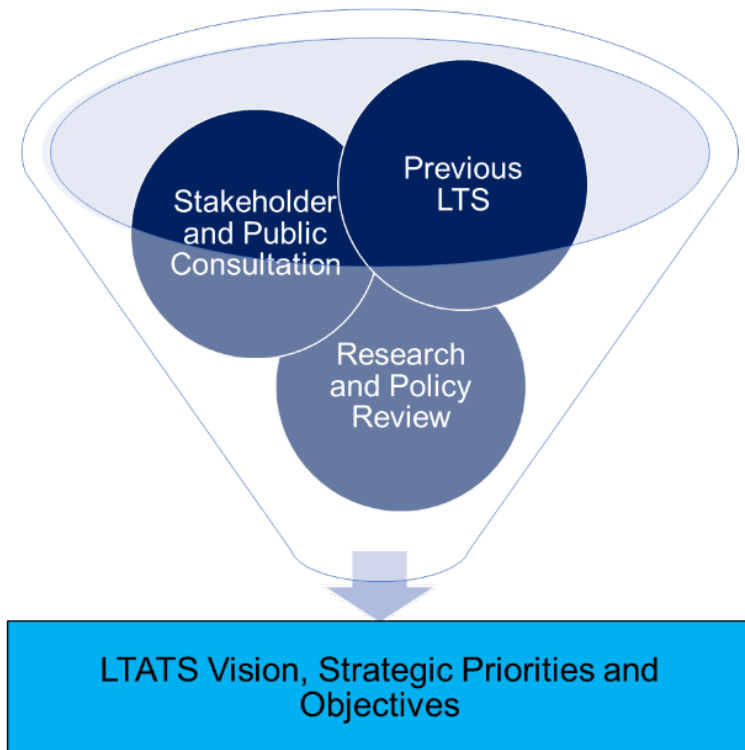 Previous
LTS
Stakeholder
and Public
Consultation
Research
and Policy
Review
LTATS Vision, Strategic Priorities and
Objectives